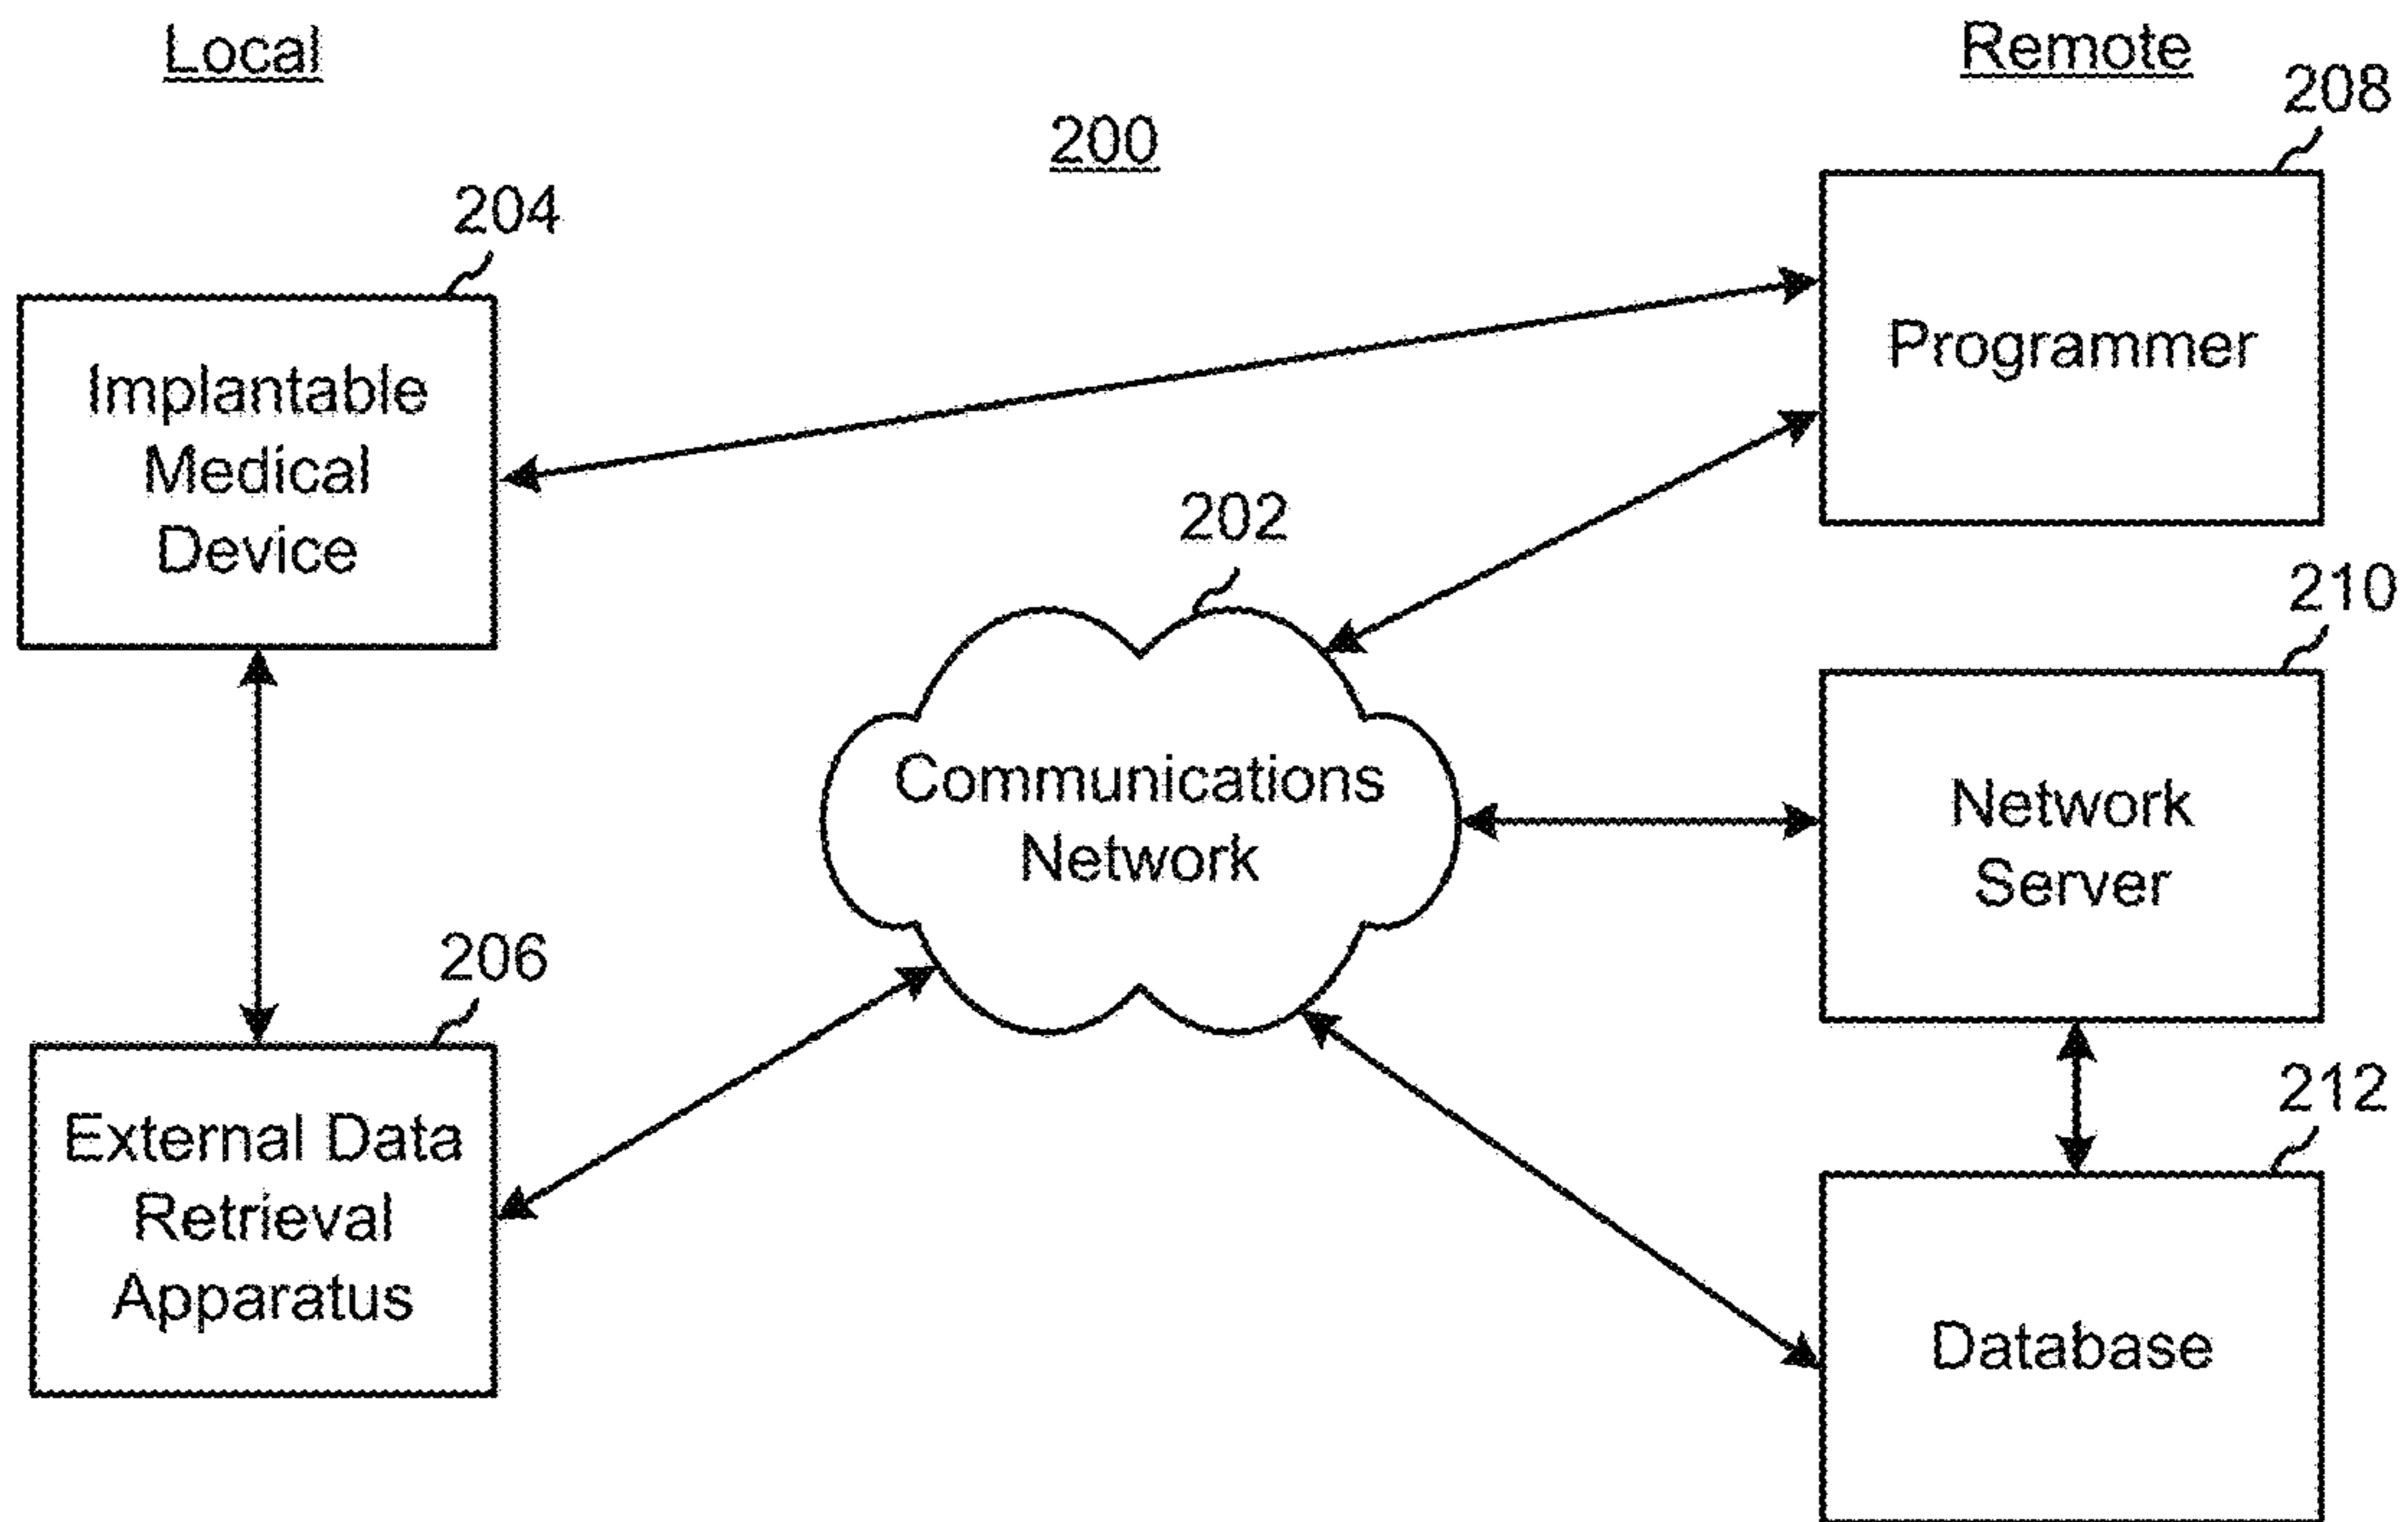 Local
Remote
200
208
204
Programmer
Implantable
Medical
Device
202
210
Communications
Network
Network
Server
206
212
External Data
Retrieval
Apparatus
Database